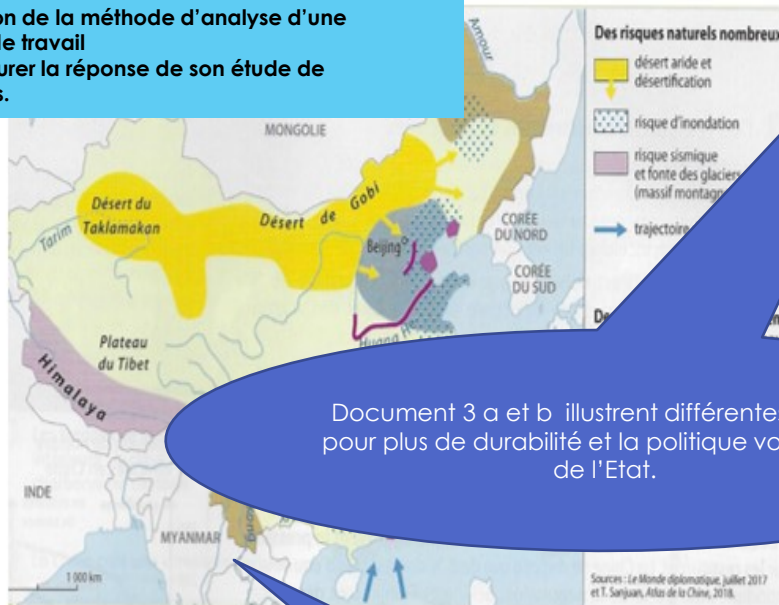 on de la méthode d’analyse d’une
de travail
urer la réponse de son étude de
s.
Des risques naturels nombreux
désert aride et
désertification
risque d'inondation
risque sismique
et fonte des glaciers
(massif montagn
trajectoire
De
Amour
MONGOLIE
Désert du
Taklamakan
Désert de Gobi
Tarim
Beijing
CORÉE
DU NORD
CORÉE
DU SUD
Huang He
Plateau
du Tibet
Himalaya
Document 3 a et b illustrent différente
pour plus de durabilité et la politique vo
de l’Etat.
INDE
MYANMAR
1 000 km
Sources : Le Monde diplomatique, juillet 2017
et T. Sanjuan, Atlas de la Chine, 2018.